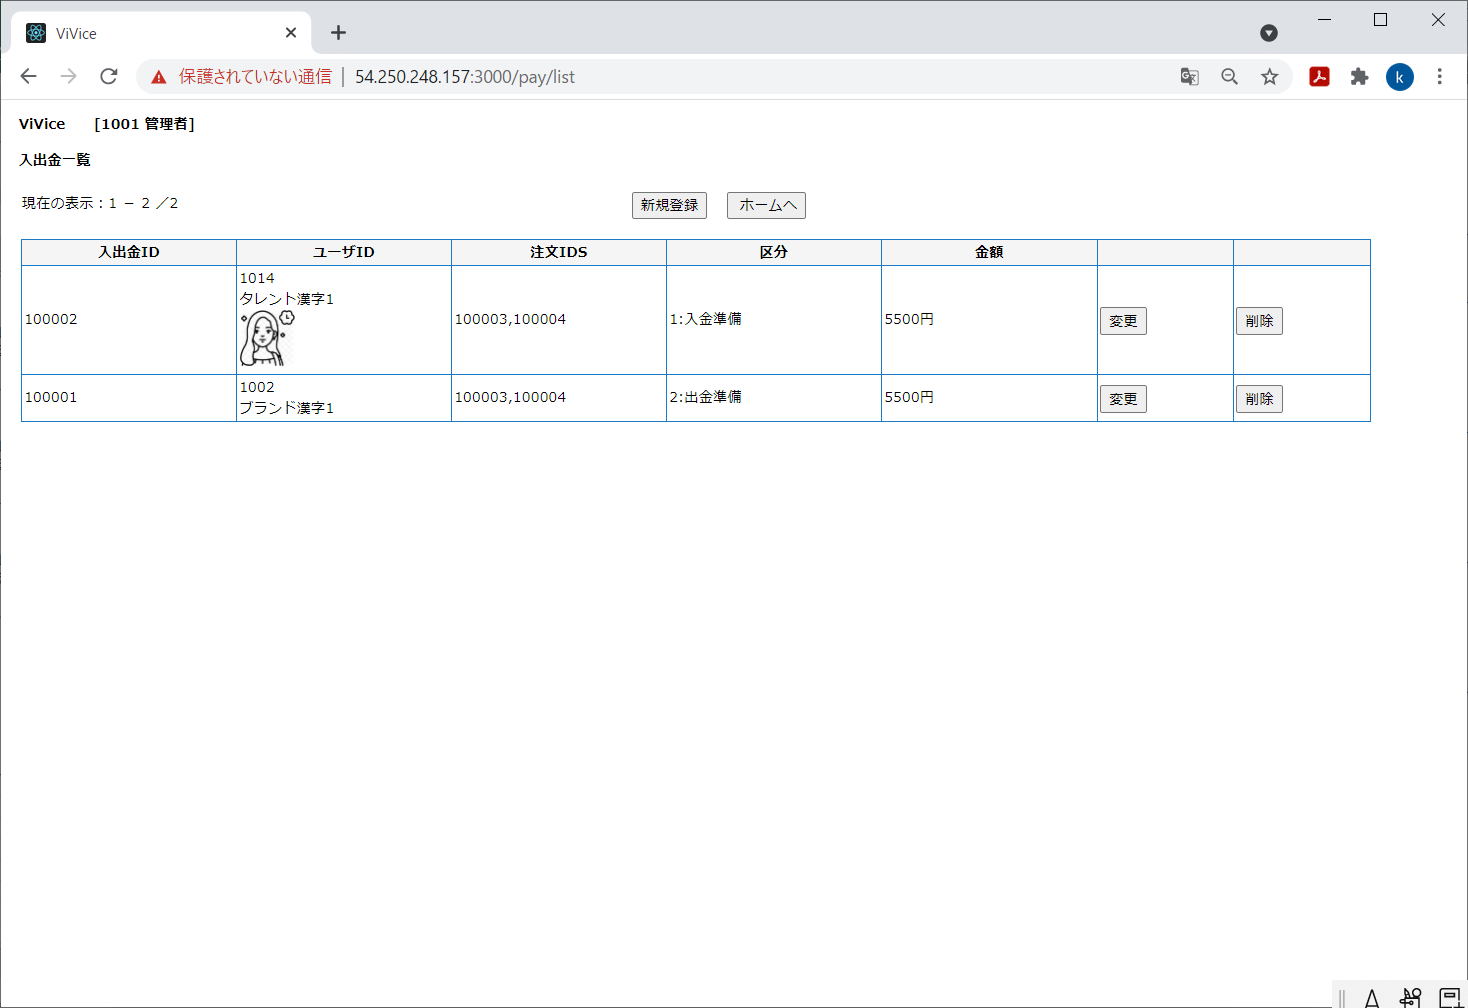 ViVice
保護されていない通信 | 54.250.248.157:3000/pay/list
k
ViVice [1001 管理者]
入出金一覧
現在の表示：1 － 2 ／2
新規登録 ホームへ
入出金ID ユーザID 注文IDS 区分 金額
100002 1014 100003,100004 1:入金準備 5500円 変更 削除
タレント漢字1
100001 1002 100003,100004 2:出金準備 5500円 変更 削除
ブランド漢字1
A